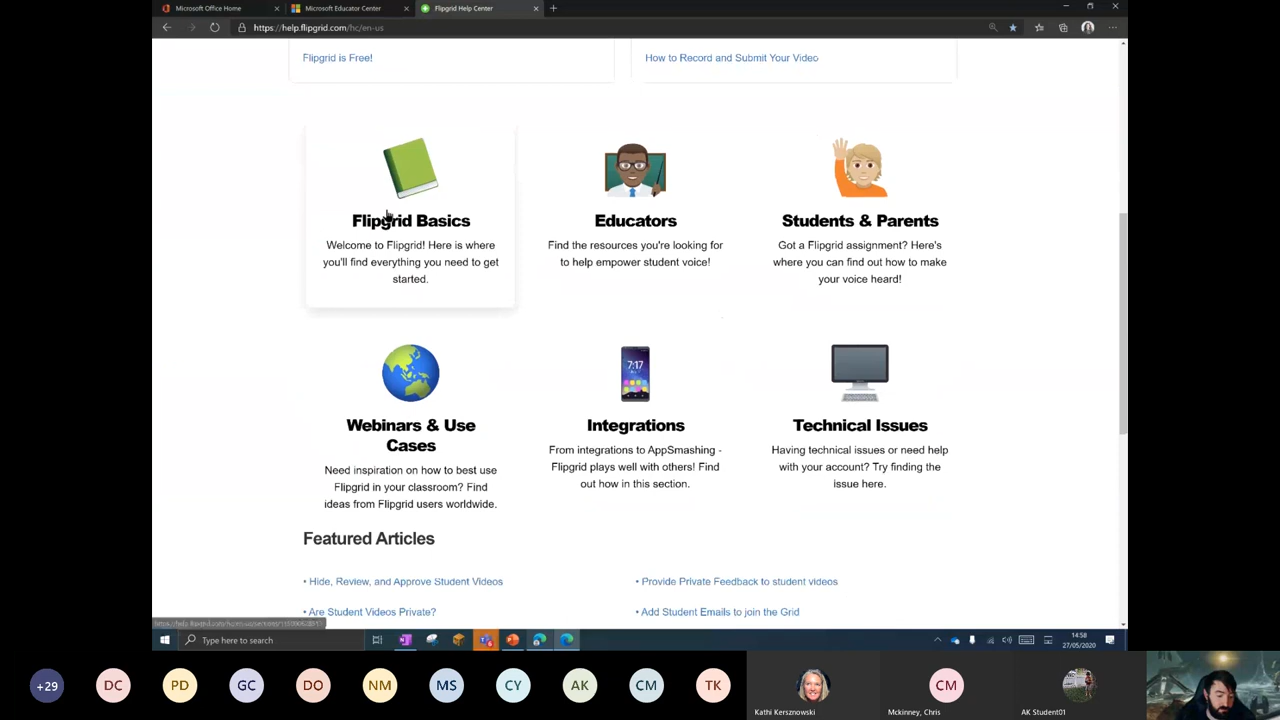 Microsoft Office Home
Microsoft Educator Center
Flipgrid Help Center
https://help.flipgrid.com/hc/en-us
Flipgrid is Free!
How to Record and Submit Your Video
Flipgrid Basics
Welcome to Flipgrid! Here is where
you'll find everything you need to get
started.
Educators
Find the resources you're looking for
to help empower student voice!
Students & Parents
Got a Flipgrid assignment? Here's
where you can find out how to make
your voice heard!
Webinars & Use
Cases
Need inspiration on how to best use
Flipgrid in your classroom? Find
ideas from Flipgrid users worldwide.
7:17
Integrations
From integrations to AppSmashing -
Flipgrid plays well with others! Find
out how in this section.
Technical Issues
Having technical issues or need help
with your account? Try finding the
issue here.
Featured Articles
• Hide, Review, and Approve Student Videos
• Provide Private Feedback to student videos
• Are Student Videos Private?
• Add Student Emails to join the Grid
Type here to search
14:58
27/05/2020
+29
DC
PD
GC
DO
NM
MS
CY
AK
CM
TK
Kathi Kersznowski
CM
Mckinney, Chris
AK Student01